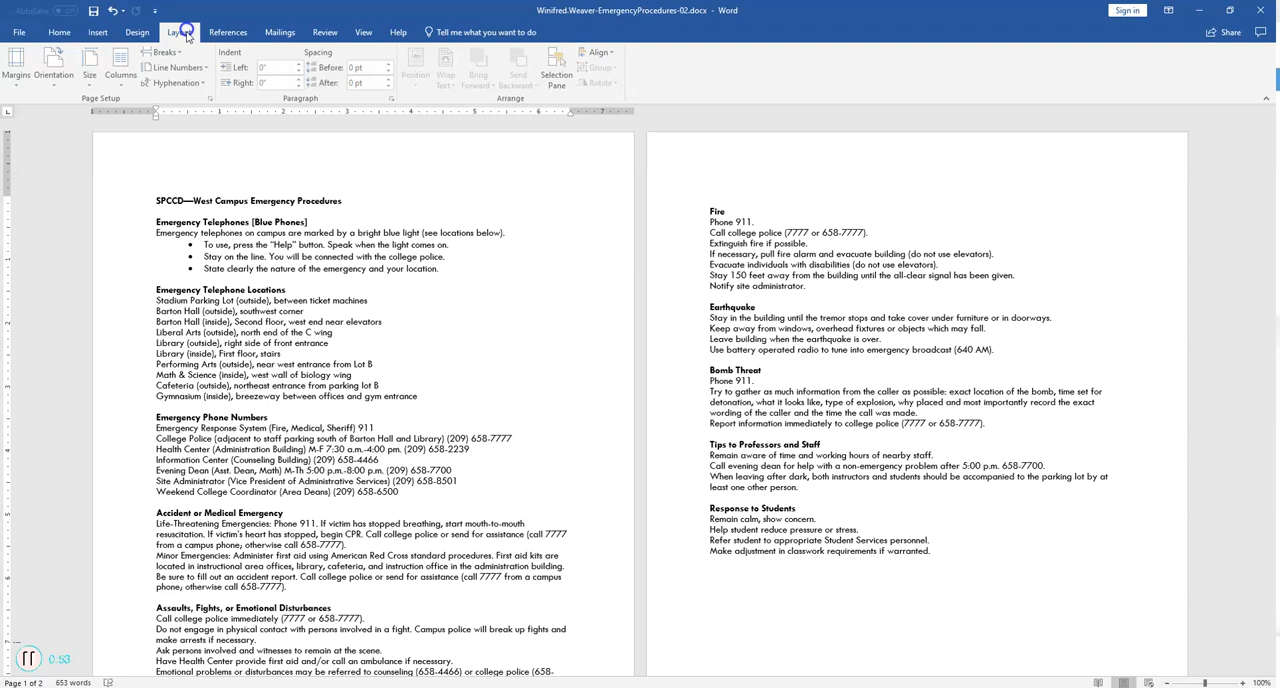 AutoSave Off
Winifred.Weaver-EmergencyProcedures-02.docx - Word
Sign in
File Home Insert Design References Mailings Review View Help Tell me what you want to do
Share
Margins Orientation Size Columns
Breaks
Line Numbers
Hyphenation
Page Setup
Indent Spacing
Left: 0" Before: 0 pt
Right: 0" After: 0 pt
Paragraph
Position Wrap Text Bring Forward Send Backward Selection Pane
Align
Group
Rotate
Arrange
SPCCD—West Campus Emergency Procedures
Emergency Telephones [Blue Phones]
Emergency telephones on campus are marked by a bright blue light (see locations below).
• To use, press the "Help" button. Speak when the light comes on.
• Stay on the line. You will be connected with the college police.
• State clearly the nature of the emergency and your location.
Emergency Telephone Locations
Stadium Parking Lot (outside), between ticket machines
Barton Hall (outside), southwest corner
Barton Hall (inside), Second floor, west end near elevators
Liberal Arts (outside), north end of the C wing
Library (outside), right side of front entrance
Library (inside), First floor, stairs
Performing Arts (outside), near west entrance from Lot B
Math & Science (inside), west wall of biology wing
Cafeteria (outside), northeast entrance from parking lot B
Gymnasium (inside), breezeway between offices and gym entrance
Emergency Phone Numbers
Emergency Response System (Fire, Medical, Sheriff) 911
College Police (adjacent to staff parking south of Barton Hall and Library) (209) 658-7777
Health Center (Administration Building) M-F 7:30 a.m.-4:00 pm. (209) 658-2239
Information Center (Counseling Building) (209) 658-4466
Evening Dean (Asst. Dean, Math) M-Th 5:00 p.m.-8:00 p.m. (209) 658-7700
Site Administrator (Vice President of Administrative Services) (209) 658-8501
Weekend College Coordinator (Area Deans) (209) 658-6500
Accident or Medical Emergency
Life-Threatening Emergencies: Phone 911. If victim has stopped breathing, start mouth-to-mouth
resuscitation. If victim's heart has stopped, begin CPR. Call college police or send for assistance (call 7777
from a campus phone; otherwise call 658-7777).
Minor Emergencies: Administer first aid using American Red Cross standard procedures. First aid kits are
located in instructional area offices, library, cafeteria, and instruction office in the administration building.
Be sure to fill out an accident report. Call college police or send for assistance (call 7777 from a campus
phone, otherwise call 658-7777).
Assaults, Fights, or Emotional Disturbances
Call college police immediately (7777 or 658-7777).
Do not engage in physical contact with persons involved in a fight. Campus police will break up fights and
make arrests if necessary.
Ask persons involved and witnesses to remain at the scene.
Have Health Center provide first aid and/or call an ambulance if necessary.
Emotional problems or disturbances may be referred to counseling (658-4466) or college police (658-
Fire
Phone 911.
Call college police (7777 or 658-7777).
Extinguish fire if possible.
If necessary, pull fire alarm and evacuate building (do not use elevators).
Evacuate individuals with disabilities (do not use elevators).
Stay 150 feet away from the building until the all-clear signal has been given.
Notify site administrator.
Earthquake
Stay in the building until the tremor stops and take cover under furniture or in doorways.
Keep away from windows, overhead fixtures or objects which may fall.
Leave building when the earthquake is over.
Use battery operated radio to tune into emergency broadcast (640 AM).
Bomb Threat
Phone 911.
Try to gather as much information from the caller as possible: exact location of the bomb, time set for
detonation, what it looks like, type of explosion, why placed and most importantly record the exact
wording of the caller and the time the call was made.
Report information immediately to college police (7777 or 658-7777).
Tips to Professors and Staff
Remain aware of time and working hours of nearby staff.
Call evening dean for help with a non-emergency problem after 5:00 p.m. 658-7700.
When leaving after dark, both instructors and students should be accompanied to the parking lot by at
least one other person.
Response to Students
Remain calm, show concern.
Help student reduce pressure or stress.
Refer student to appropriate Student Services personnel.
Make adjustment in classwork requirements if warranted.
0:53
Page 1 of 2 653 words
100%